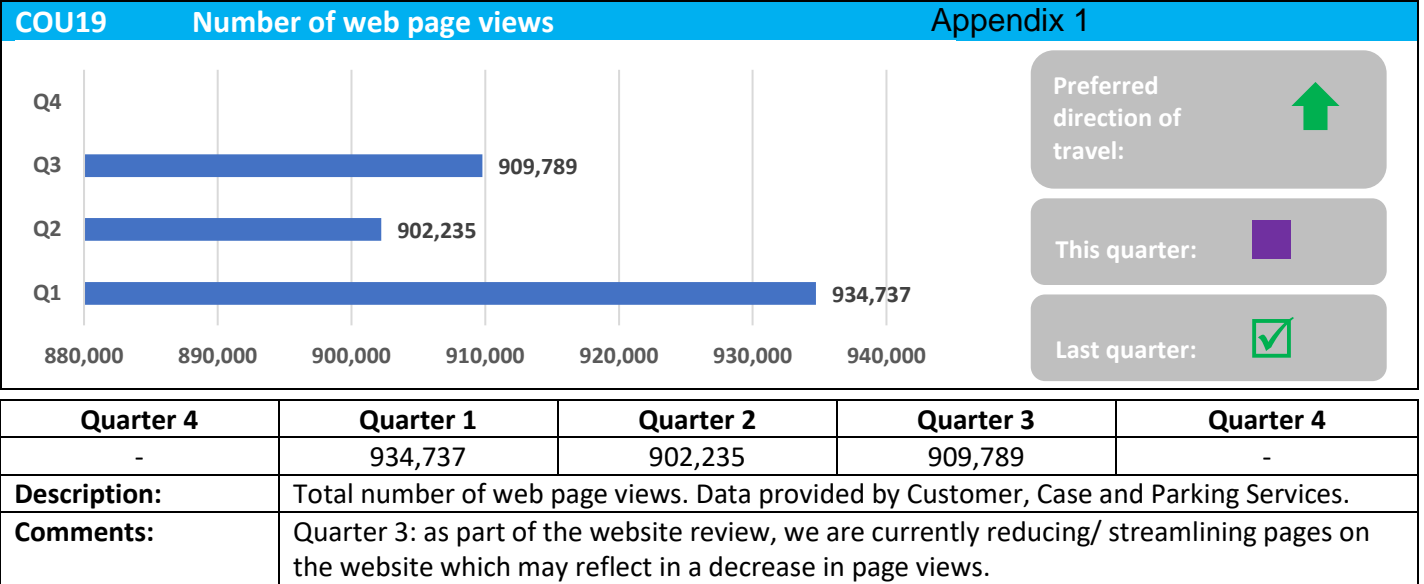 COU19 Number of web page views Appendix 1
Q4
Q3 909,789
Q2 902,235
Q1 934,737
880,000 890,000 900,000 910,000 920,000 930,000 940,000
Preferred
direction of
travel:
This quarter:
Last quarter:
Quarter 4 Quarter 1 Quarter 2 Quarter 3 Quarter 4
- 934,737 902,235 909,789 -
Description: Total number of web page views. Data provided by Customer, Case and Parking Services.
Comments: Quarter 3: as part of the website review, we are currently reducing/ streamlining pages on
the website which may reflect in a decrease in page views.